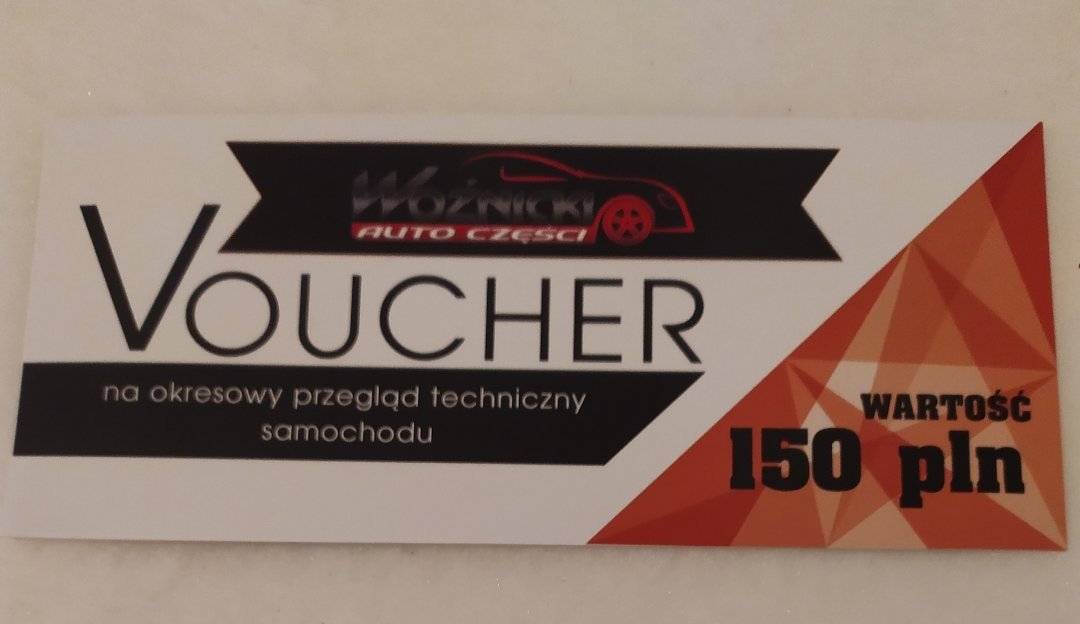 WOŹNICKI
AUTO CZĘŚCI
VOUCHER
na okresowy przegląd techniczny
samochodu
WARTOŚĆ
150 pln